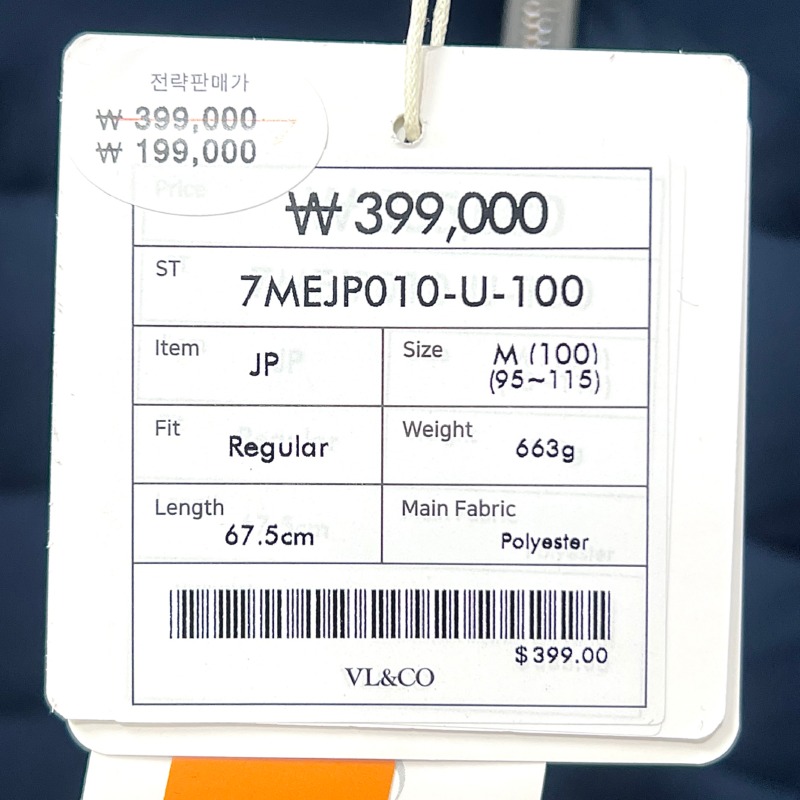 전략판매가
₩ 399,000
₩ 199,000
Price
₩ 399,000
ST
7MEJP010-U-100
Item
JP
Size
M (100)
(95~115)
Fit
Regular
Weight
663g
Length
67.5cm
Main Fabric
Polyester
$399.00
VL&CO